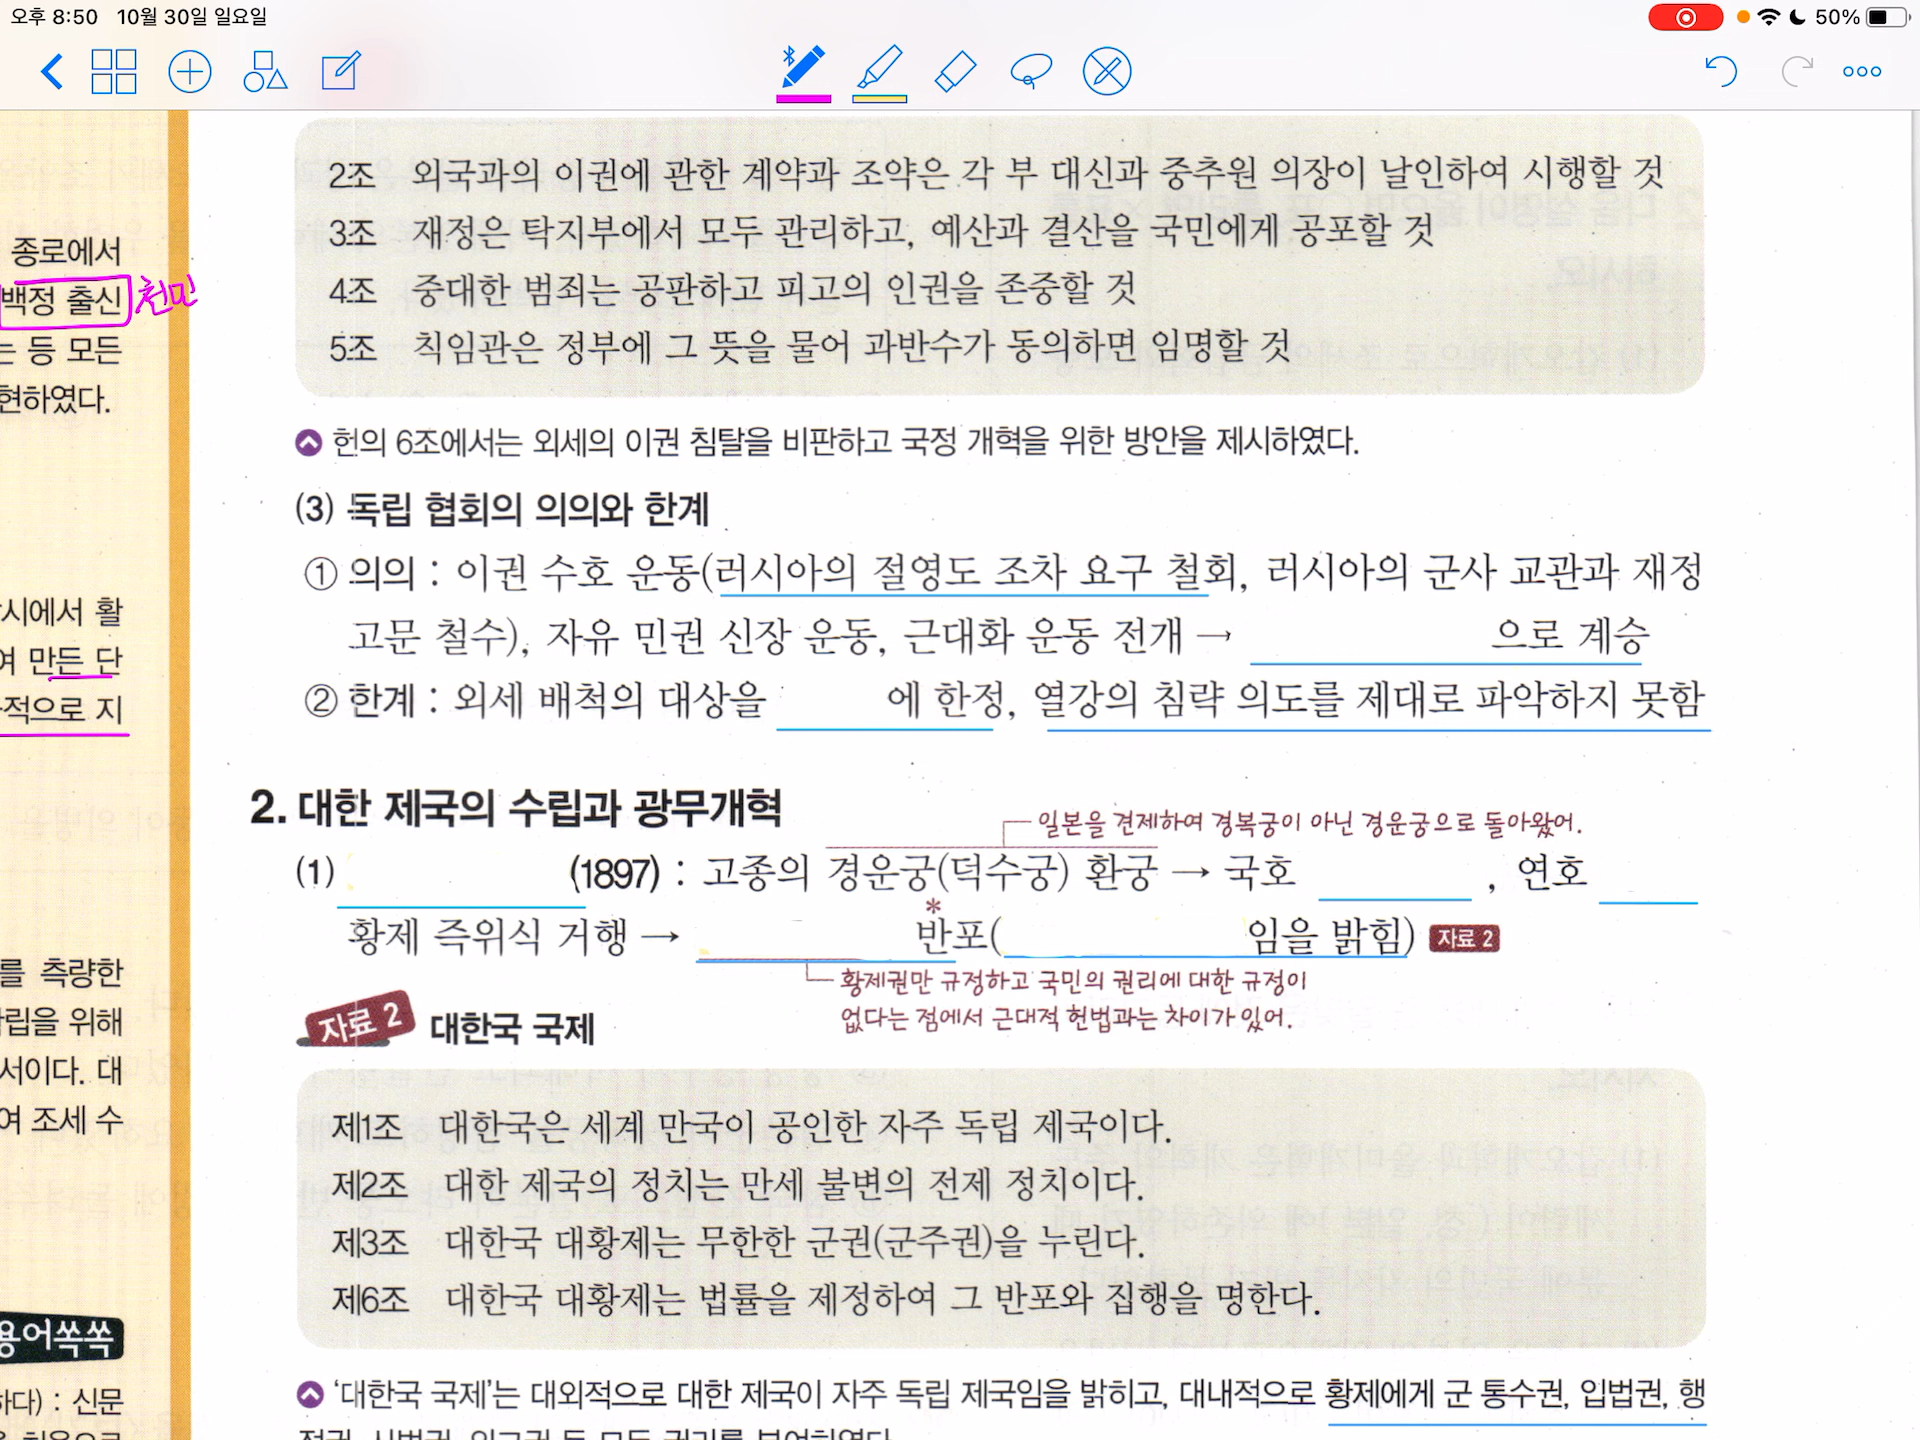 오후 8:50 10월 30일 일요일 50%
종로에서
백정 출신 천민
는 등 모든
현하였다.
시에서 활
여 만든 단
적으로 지
를 측량한
립을 위해
서이다. 대
여 조세 수
용어쏙쏙
하다) : 신문
2조 외국과의 이권에 관한 계약과 조약은 각 부 대신과 중추원 의장이 날인하여 시행할 것
3조 재정은 탁지부에서 모두 관리하고, 예산과 결산을 국민에게 공포할 것
4조 중대한 범죄는 공판하고 피고의 인권을 존중할 것
5조 칙임관은 정부에 그 뜻을 물어 과반수가 동의하면 임명할 것
헌의 6조에서는 외세의 이권 침탈을 비판하고 국정 개혁을 위한 방안을 제시하였다.
(3) 독립 협회의 의의와 한계
① 의의 : 이권 수호 운동(러시아의 절영도 조차 요구 철회, 러시아의 군사 교관과 재정
고문 철수), 자유 민권 신장 운동, 근대화 운동 전개 → 으로 계승
② 한계 : 외세 배척의 대상을 에 한정, 열강의 침략 의도를 제대로 파악하지 못함
2. 대한 제국의 수립과 광무개혁
일본을 견제하여 경복궁이 아닌 경운궁으로 돌아왔어.
(1) (1897) : 고종의 경운궁(덕수궁) 환궁 → 국호 , 연호
황제 즉위식 거행 → *반포( 임을 밝힘) 자료 2
황제권만 규정하고 국민의 권리에 대한 규정이
없다는 점에서 근대적 헌법과는 차이가 있어.
자료 2 대한국 국제
제1조 대한국은 세계 만국이 공인한 자주 독립 제국이다.
제2조 대한 제국의 정치는 만세 불변의 전제 정치이다.
제3조 대한국 대황제는 무한한 군권(군주권)을 누린다.
제6조 대한국 대황제는 법률을 제정하여 그 반포와 집행을 명한다.
'대한국 국제'는 대외적으로 대한 제국이 자주 독립 제국임을 밝히고, 대내적으로 황제에게 군 통수권, 입법권, 행